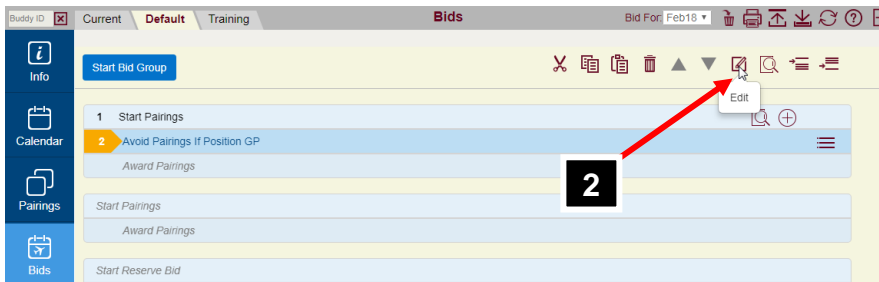 Buddy ID X Current Default Training Bids Bid For: Feb18 ?
Info
Start Bid Group
Edit
1 Start Pairings
Calendar
2 Avoid Pairings If Position GP
Award Pairings
2
Pairings
Start Pairings
Award Pairings
Bids
Start Reserve Bid